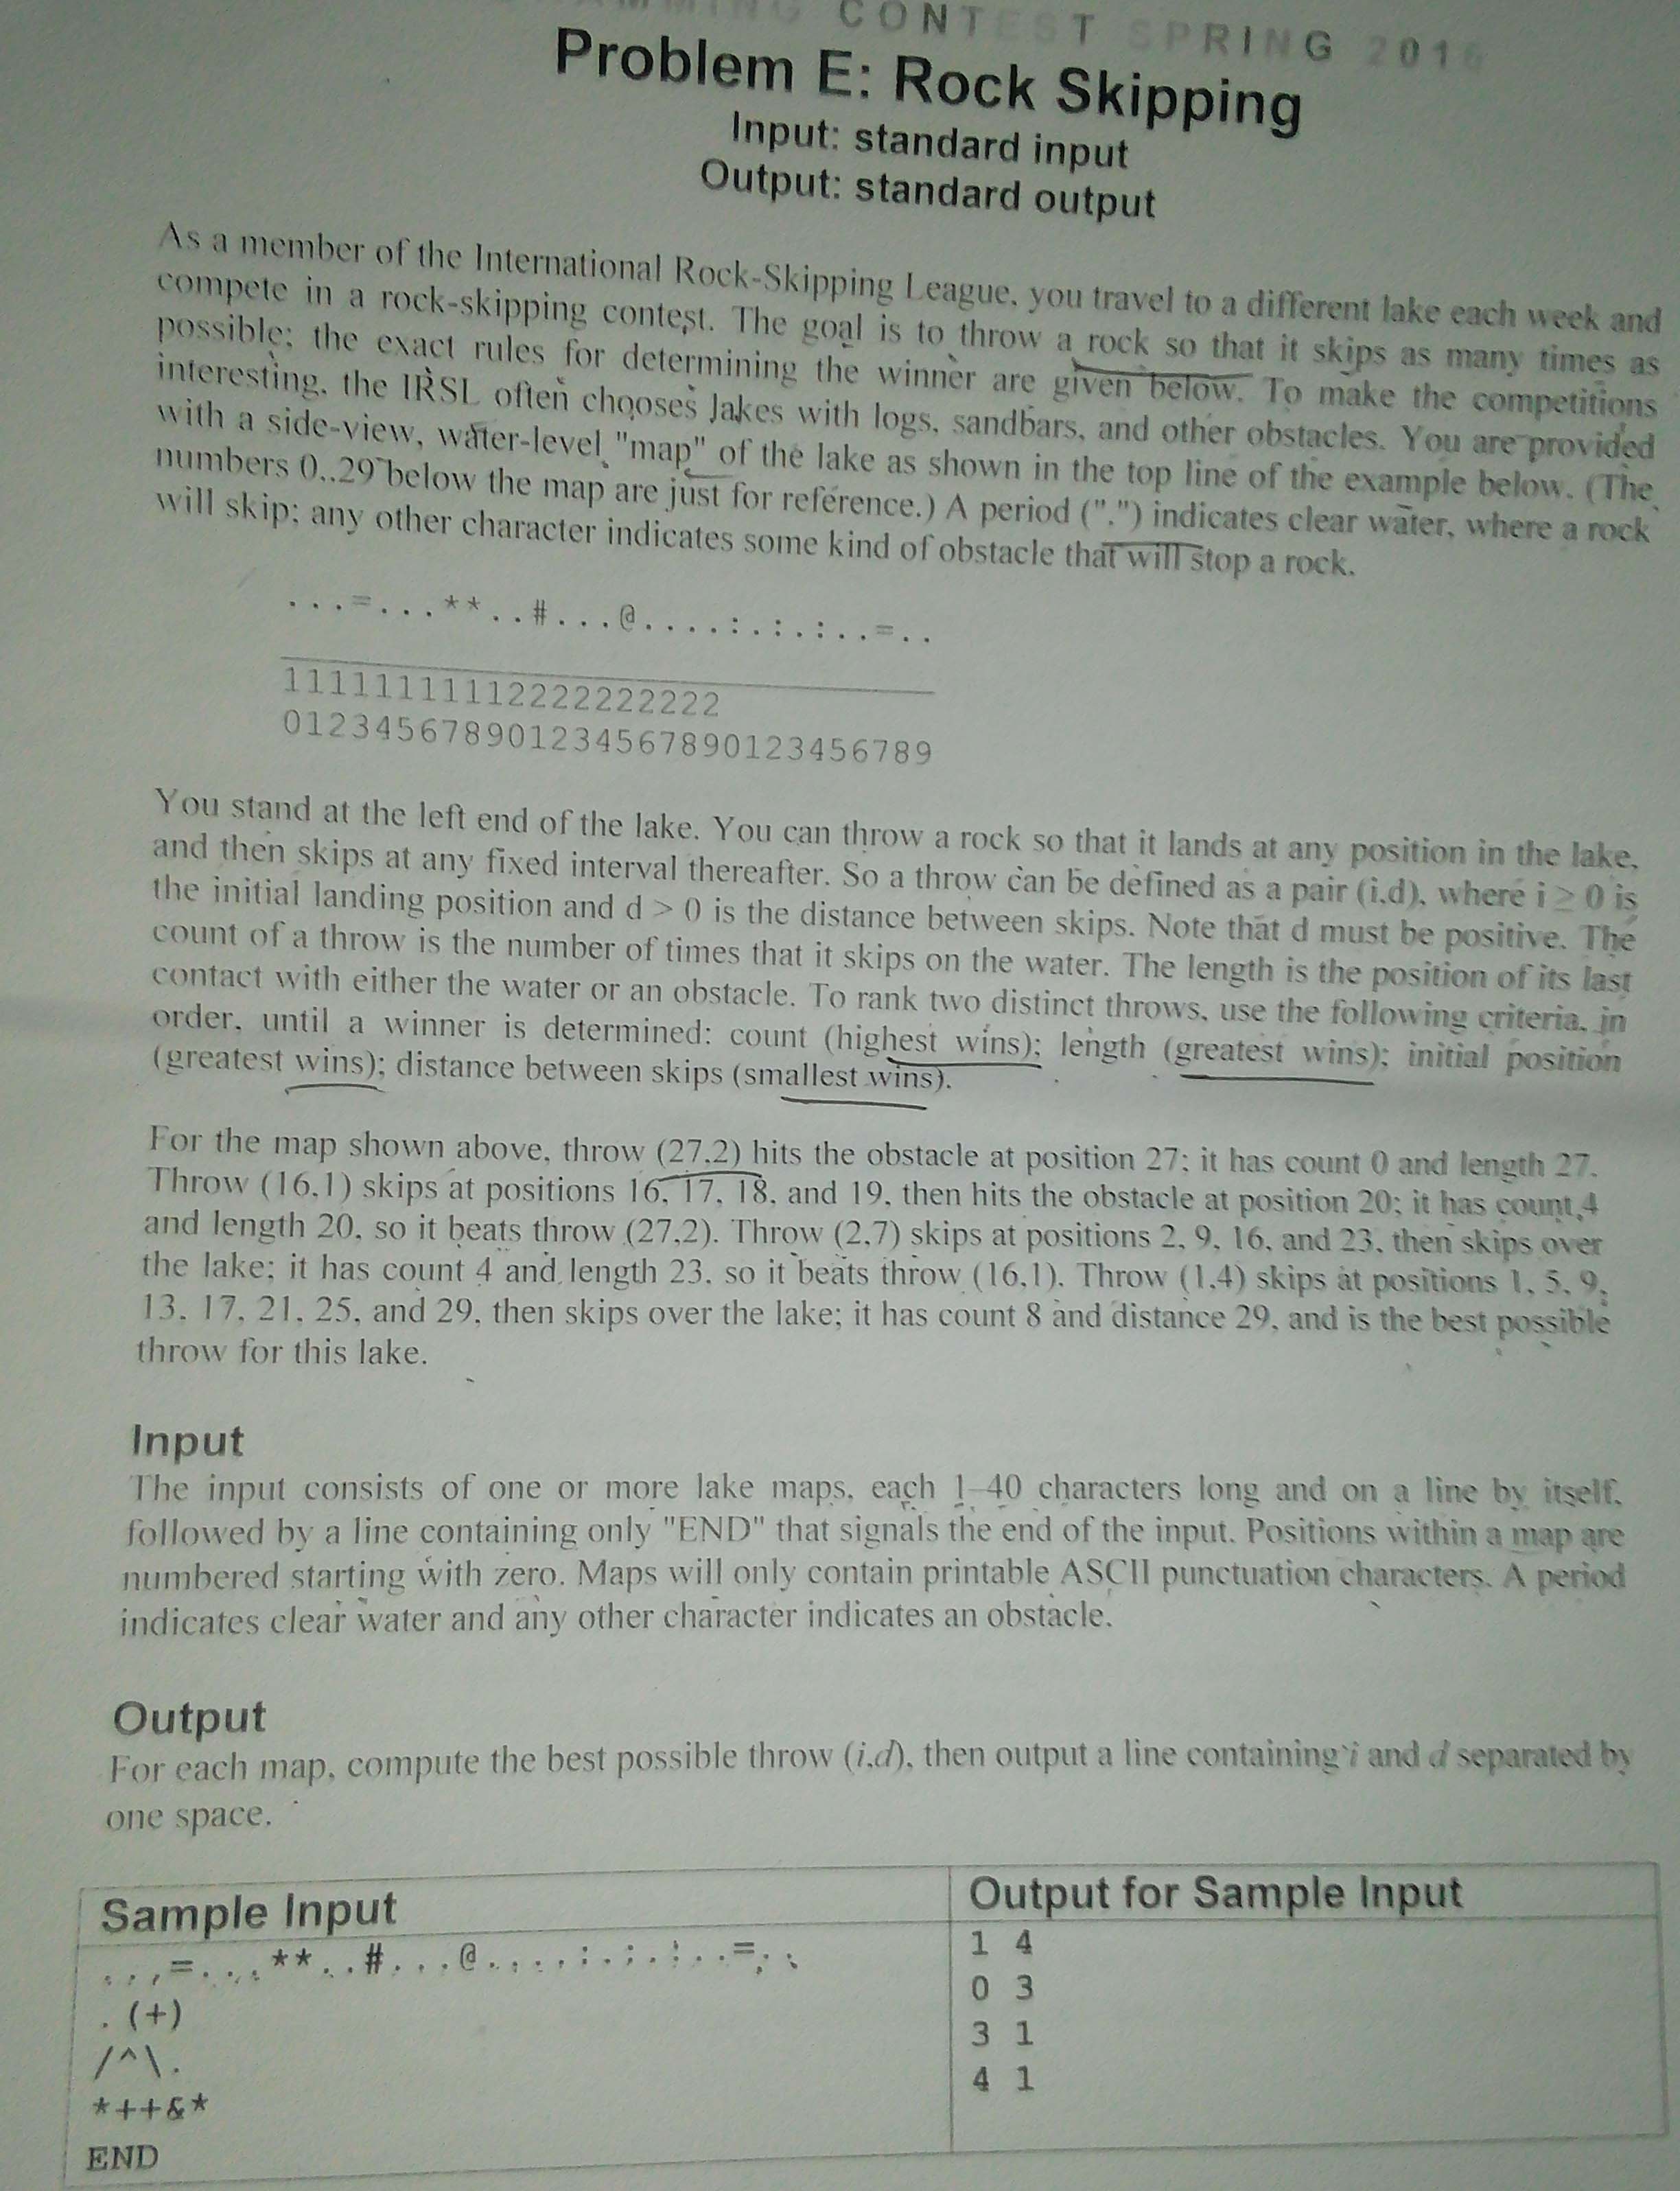 CONTEST SPRING 2016
Problem E: Rock Skipping
Input: standard input
Output: standard output
As a member of the International Rock-Skipping League, you travel to a different lake each week and
compete in a rock-skipping contest. The goal is to throw a rock so that it skips as many times as
possible; the exact rules for determining the winner are given below. To make the competitions
interesting, the IRSL often chooses lakes with logs, sandbars, and other obstacles. You are provided
with a side-view, water-level "map" of the lake as shown in the top line of the example below. (The
numbers 0..29 below the map are just for reference.) A period (".") indicates clear water, where a rock
will skip; any other character indicates some kind of obstacle that will stop a rock.
...=...**..#...@....:.:.:..=..
11111111112222222222
012345678901234567890123456789
You stand at the left end of the lake. You can throw a rock so that it lands at any position in the lake,
and then skips at any fixed interval thereafter. So a throw can be defined as a pair (i,d), where i ≥ 0 is
the initial landing position and d > 0 is the distance between skips. Note that d must be positive. The
count of a throw is the number of times that it skips on the water. The length is the position of its last
contact with either the water or an obstacle. To rank two distinct throws, use the following criteria, in
order, until a winner is determined: count (highest wins); length (greatest wins); initial position
(greatest wins); distance between skips (smallest wins).
For the map shown above, throw (27,2) hits the obstacle at position 27; it has count 0 and length 27.
Throw (16,1) skips at positions 16, 17, 18, and 19, then hits the obstacle at position 20; it has count 4
and length 20, so it beats throw (27,2). Throw (2,7) skips at positions 2, 9, 16, and 23, then skips over
the lake; it has count 4 and length 23, so it beats throw (16,1). Throw (1,4) skips at positions 1, 5, 9,
13, 17, 21, 25, and 29, then skips over the lake; it has count 8 and distance 29, and is the best possible
throw for this lake.
Input
The input consists of one or more lake maps, each 1–40 characters long and on a line by itself,
followed by a line containing only "END" that signals the end of the input. Positions within a map are
numbered starting with zero. Maps will only contain printable ASCII punctuation characters. A period
indicates clear water and any other character indicates an obstacle.
Output
For each map, compute the best possible throw (i,d), then output a line containing i and d separated by
one space.
Sample Input
Output for Sample Input
...=...**..#...@....:.:.:..=..
1 4
.(+)
0 3
/^\.
3 1
*++&*
4 1
END